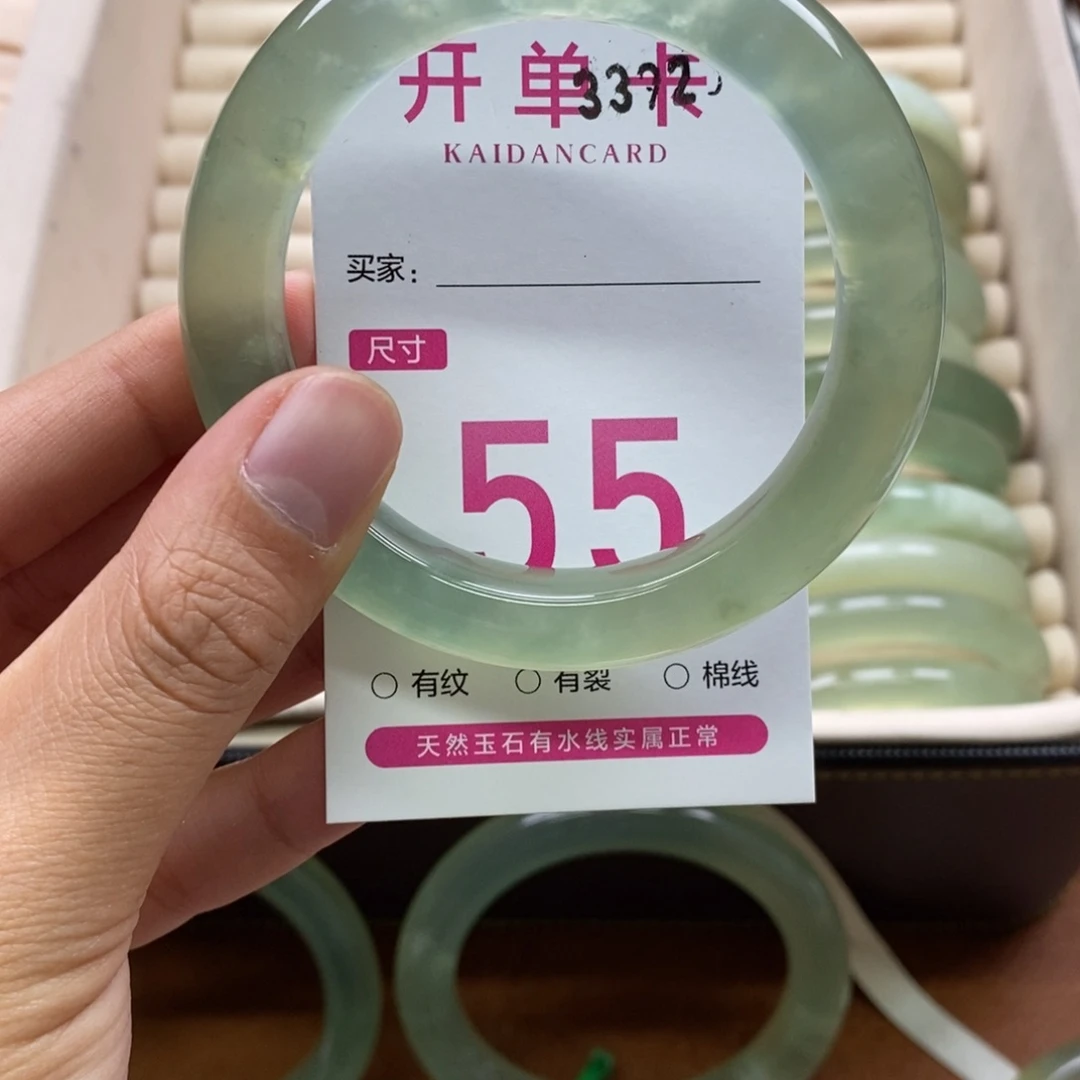 开单卡
3392
KAIDANCARD
买家：
尺寸
55
○ 有纹 ○ 有裂 ○ 棉线
天然玉石有水线实属正常